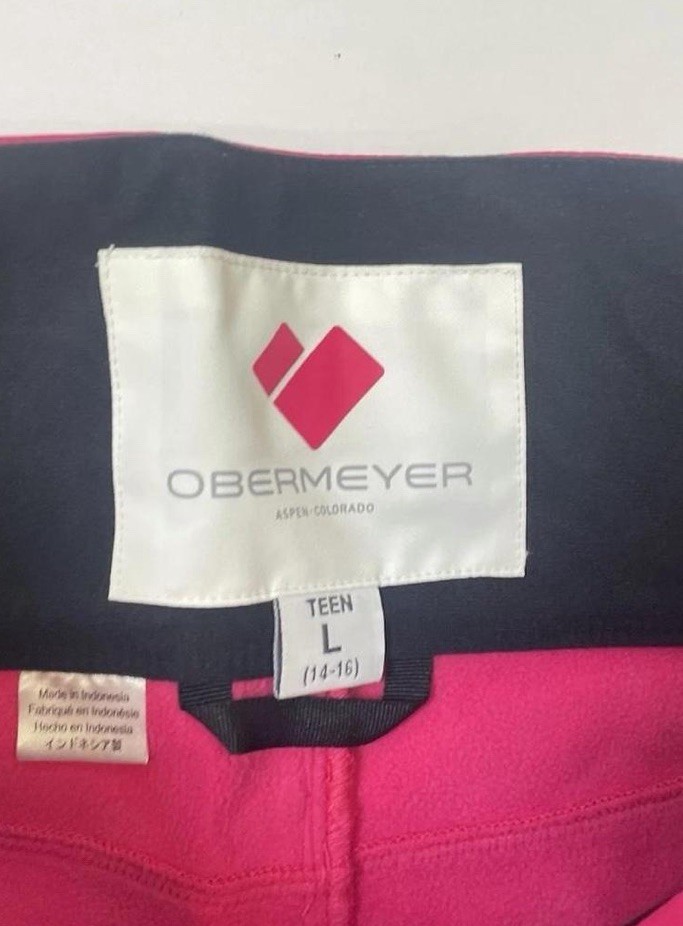 OBERMEYER
ASPEN·COLORADO
TEEN
L
(14-16)
Made in Indonesia
Fabriqué en Indonésie
Hecho en Indonesia
インドネシア製